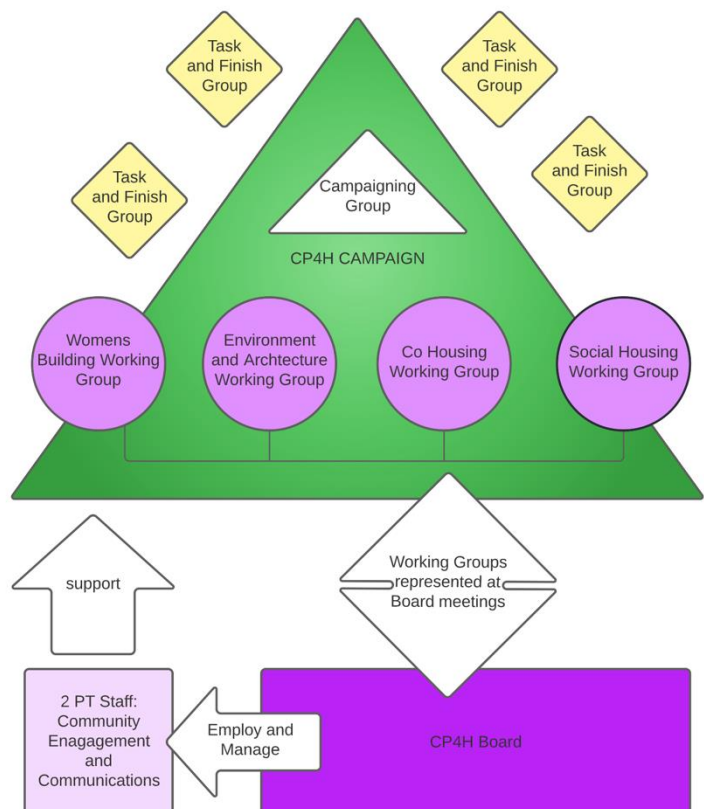 Task
and Finish
Group
Task
and Finish
Group
Task
and Finish
Group
Task
and Finish
Group
Campaigning
Group
CP4H CAMPAIGN
Womens
Building Working
Group
Environment
and Archtecture
Working Group
Co Housing
Working Group
Social Housing
Working Group
support
Working Groups
represented at
Board meetings
2 PT Staff:
Community
Enagagement
and
Communications
Employ and
Manage
CP4H Board